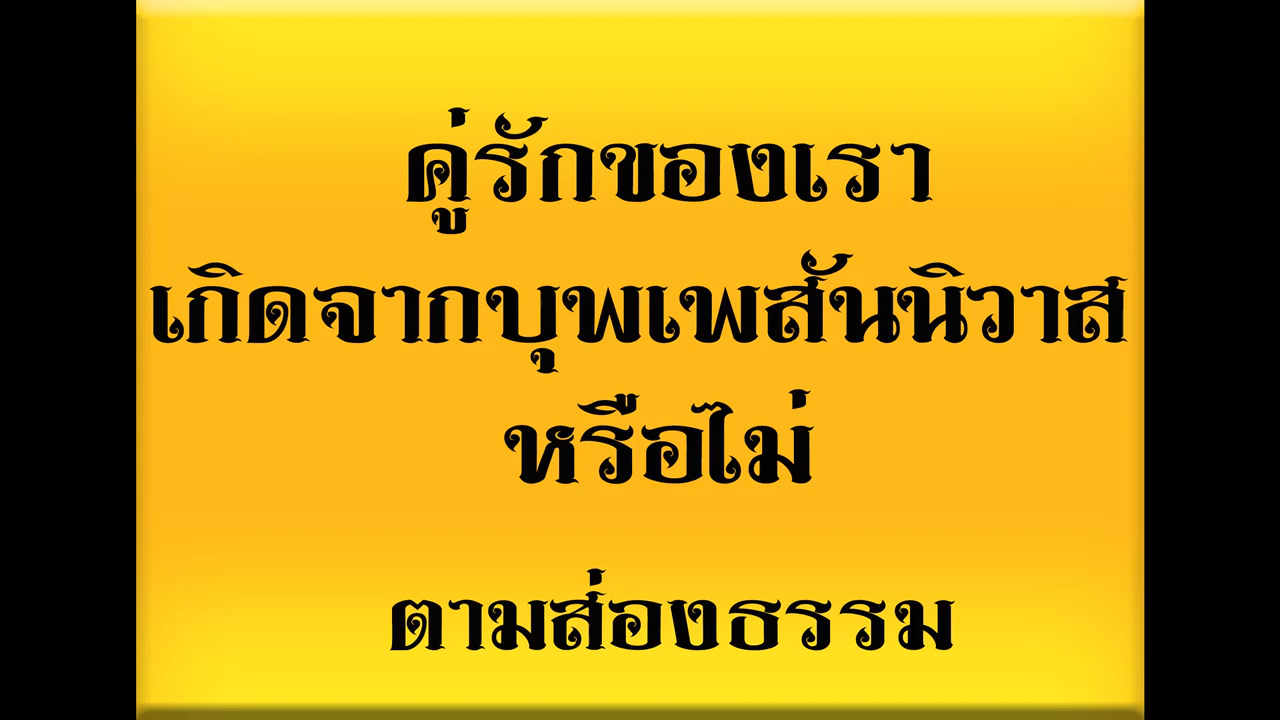 คู่รักของเรา
เกิดจากบุพเพสันนิวาส
หรือไม่
ตามส่องธรรม